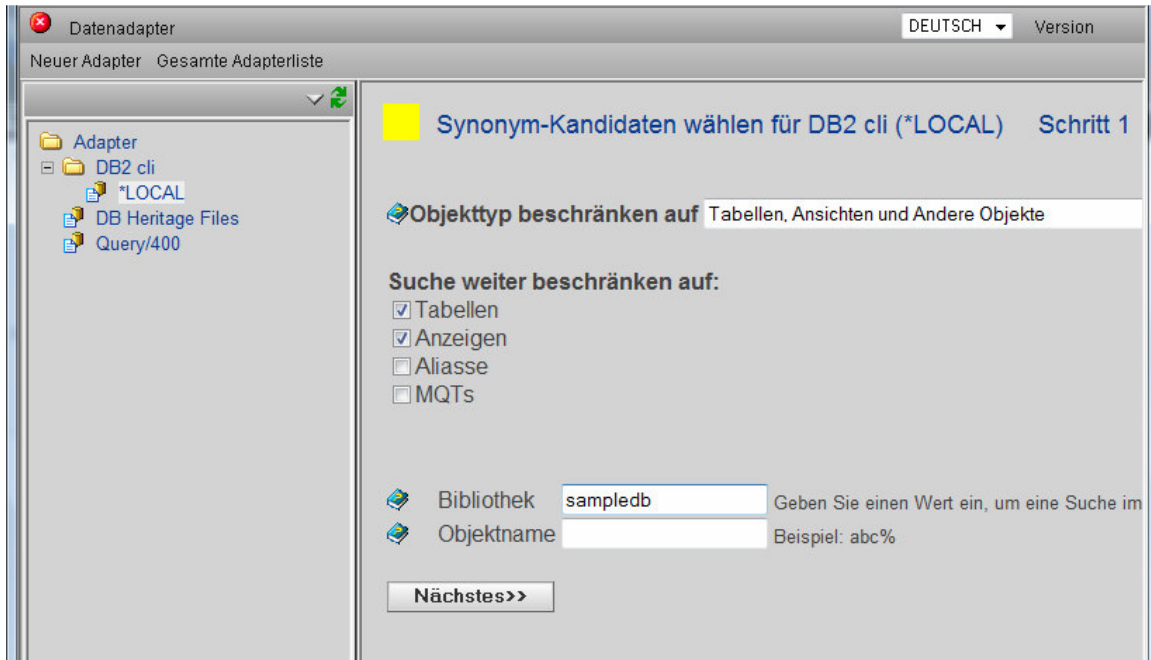 Datenadapter DEUTSCH Version
Neuer Adapter Gesamte Adapterliste
Adapter
DB2 cli
*LOCAL
DB Heritage Files
Query/400
Synonym-Kandidaten wählen für DB2 cli (*LOCAL) Schritt 1
Objekttyp beschränken auf Tabellen, Ansichten und Andere Objekte
Suche weiter beschränken auf:
Tabellen
Anzeigen
Aliasse
MQTs
Bibliothek sampledb Geben Sie einen Wert ein, um eine Suche im
Objektname Beispiel: abc%
Nächstes>>